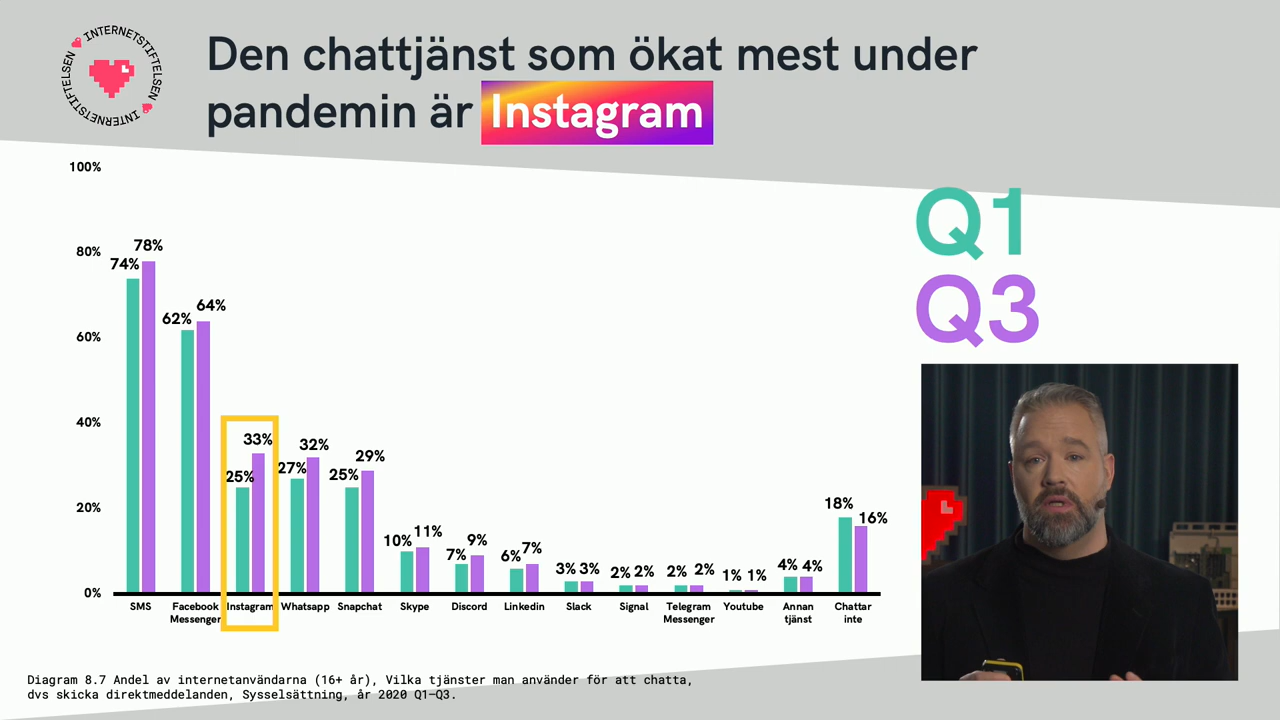 INTERNETSTIFTELSEN INTERNETSTIFTELSEN
Den chattjänst som ökat mest under
pandemin är Instagram
100%
80%
60%
40%
20%
0%
74% 78%
62% 64%
25% 33%
27% 32%
25% 29%
10% 11%
7% 9%
6% 7%
3% 3%
2% 2%
2% 2%
1% 1%
4% 4%
18% 16%
SMS
Facebook
Messenger
Instagram
Whatsapp
Snapchat
Skype
Discord
Linkedin
Slack
Signal
Telegram
Messenger
Youtube
Annan
tjänst
Chattar
inte
Q1
Q3
Diagram 8.7 Andel av internetanvändarna (16+ år), Vilka tjänster man använder för att chatta,
dvs skicka direktmeddelanden, Sysselsättning, år 2020 Q1–Q3.